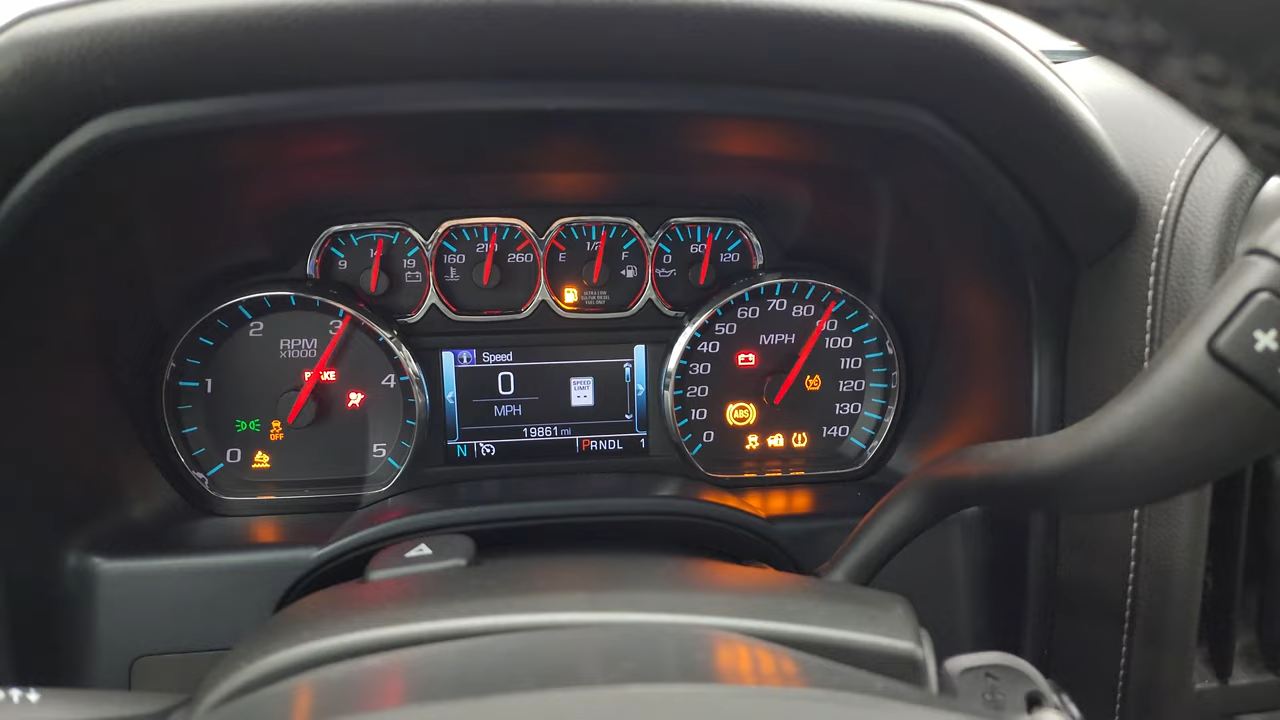 9 14 19
160 210 260
E 1/2 F
ULTRA LOW
SULFUR DIESEL
FUEL ONLY
0 60 120
0 1 2 3 4 5
RPM
X1000
BRAKE
OFF
Speed
0
MPH
SPEED
LIMIT
--
19861 mi
N
PRNDL 1
0 10 20 30 40 50 60 70 80 90 100 110 120 130 140
MPH
T/C
ABS